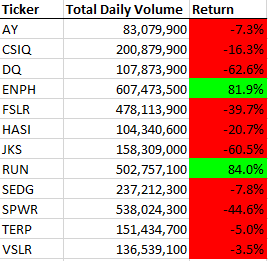 Ticker Total Daily Volume Return
AY 83,079,900 -7.3%
CSIQ 200,879,900 -16.3%
DQ 107,873,900 -62.6%
ENPH 607,473,500 81.9%
FSLR 478,113,900 -39.7%
HASI 104,340,600 -20.7%
JKS 158,309,000 -60.5%
RUN 502,757,100 84.0%
SEDG 237,212,300 -7.8%
SPWR 538,024,300 -44.6%
TERP 151,434,700 -5.0%
VSLR 136,539,100 -3.5%